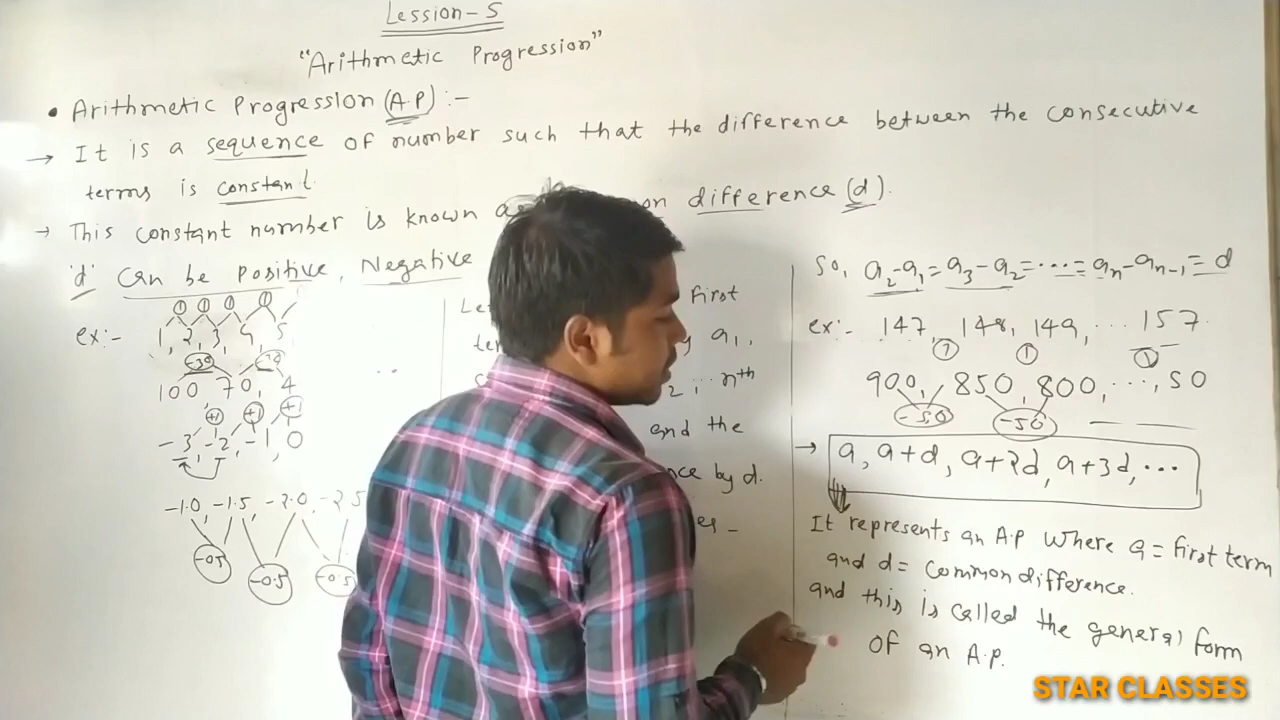 Lession-5
"Arithmetic Progression"
• Arithmetic Progression (A.P) :-
→ It is a sequence of number such that the difference between the consecutive
terms is constant.
→ This constant number is known as difference (d).
'd' Can be Positive, Negative
ex:- 1, 2, 3, 4, 5
100, 70, 4
-3, -2, -1, 0
-1.0, -1.5, -2.0, -2.5
-0.5 -0.5 -0.5
First
a1,
2, ... nth
and the
by d.
So, a2-a1 = a3-a2 = ... = an-an-1 = d
ex:- 147, 148, 149, ... 157
900, 850, 800, ..., 50
-50 -50
→ a, a+d, a+2d, a+3d, ...
It represents an A.P where a = first term
and d = common difference.
and this is called the general form
of an A.P.
STAR CLASSES